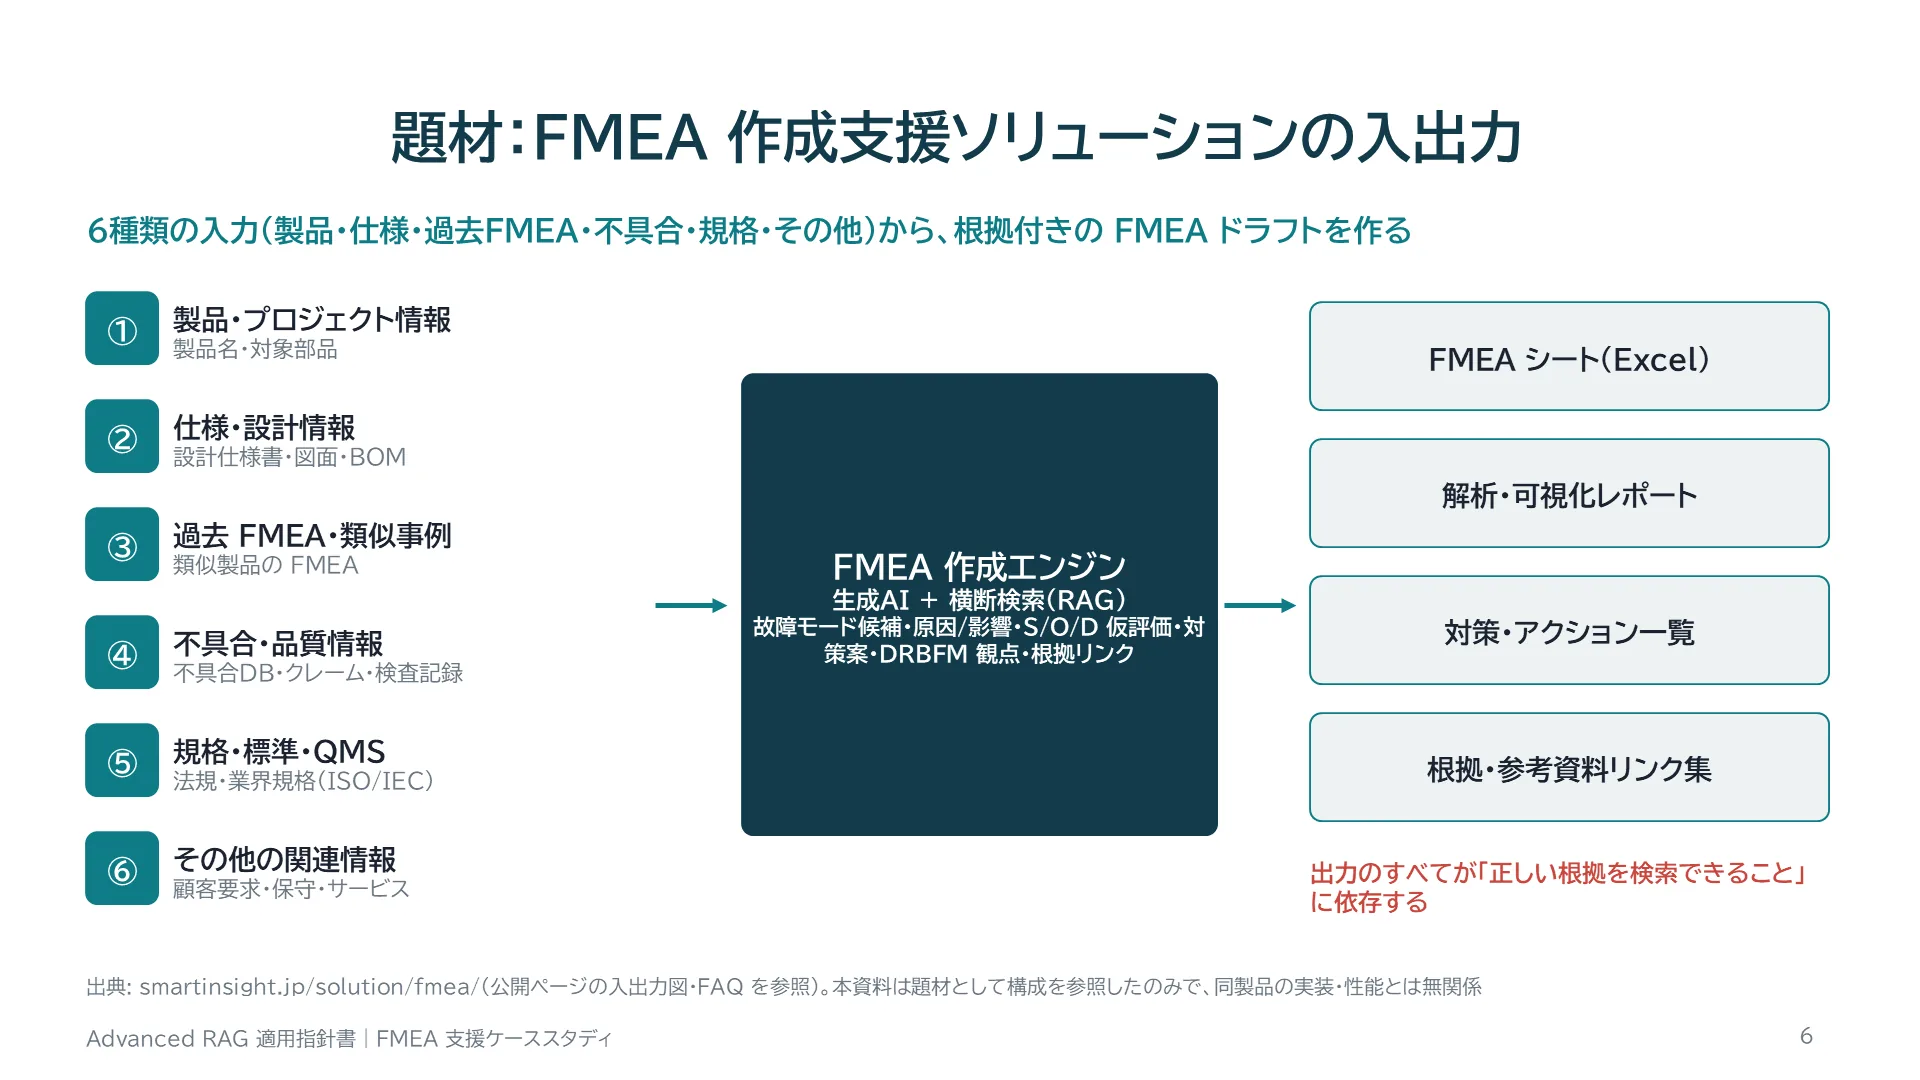 題材：FMEA 作成支援ソリューションの入出力
6種類の入力（製品・仕様・過去FMEA・不具合・規格・その他）から、根拠付きの FMEA ドラフトを作る
①
製品・プロジェクト情報
製品名・対象部品
②
仕様・設計情報
設計仕様書・図面・BOM
③
過去 FMEA・類似事例
類似製品の FMEA
④
不具合・品質情報
不具合DB・クレーム・検査記録
⑤
規格・標準・QMS
法規・業界規格（ISO/IEC）
⑥
その他の関連情報
顧客要求・保守・サービス
FMEA 作成エンジン
生成AI ＋ 横断検索（RAG）
故障モード候補・原因/影響・S/O/D 仮評価・対
策案・DRBFM 観点・根拠リンク
FMEA シート（Excel）
解析・可視化レポート
対策・アクション一覧
根拠・参考資料リンク集
出力のすべてが「正しい根拠を検索できること」
に依存する
出典: smartinsight.jp/solution/fmea/（公開ページの入出力図・FAQ を参照）。本資料は題材として構成を参照したのみで、同製品の実装・性能とは無関係
Advanced RAG 適用指針書｜FMEA 支援ケーススタディ
6